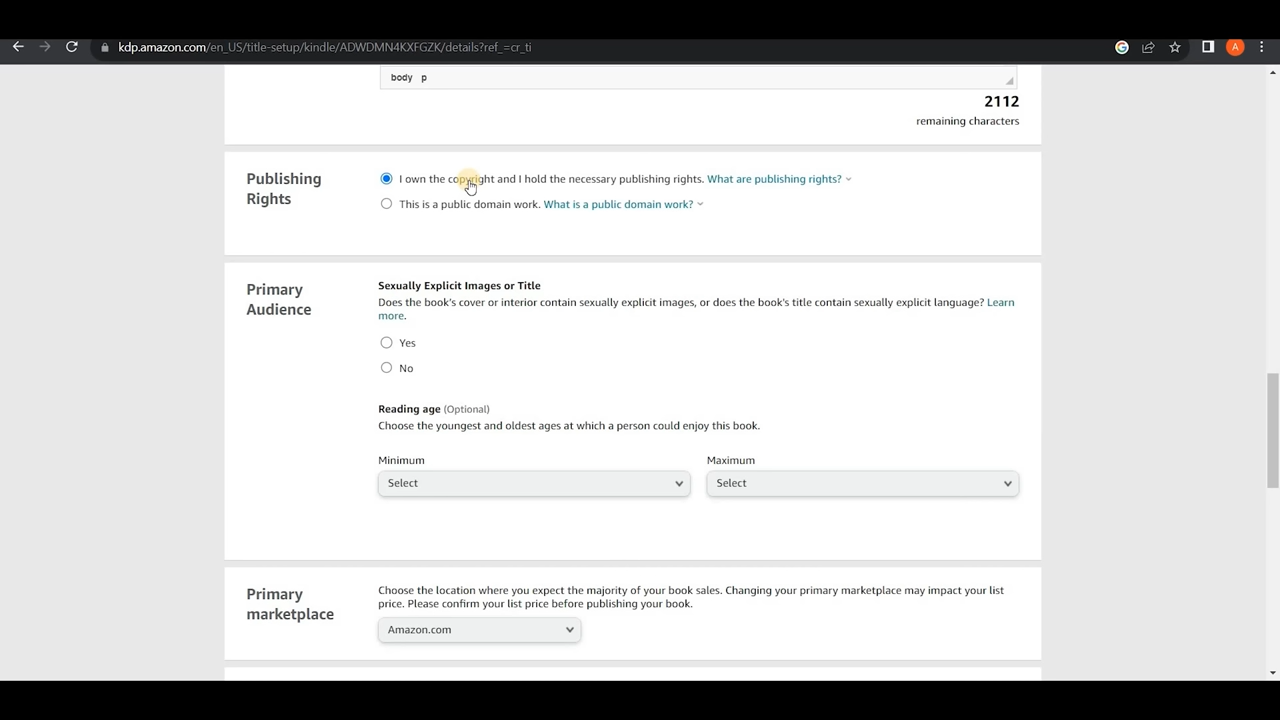 kdp.amazon.com/en_US/title-setup/kindle/ADWDMN4KXFGZK/details?ref_=cr_ti
A
body p
2112
remaining characters
Publishing
Rights
I own the copyright and I hold the necessary publishing rights. What are publishing rights?
This is a public domain work. What is a public domain work?
Primary
Audience
Sexually Explicit Images or Title
Does the book's cover or interior contain sexually explicit images, or does the book's title contain sexually explicit language? Learn
more.
Yes
No
Reading age (Optional)
Choose the youngest and oldest ages at which a person could enjoy this book.
Minimum Maximum
Select Select
Primary
marketplace
Choose the location where you expect the majority of your book sales. Changing your primary marketplace may impact your list
price. Please confirm your list price before publishing your book.
Amazon.com